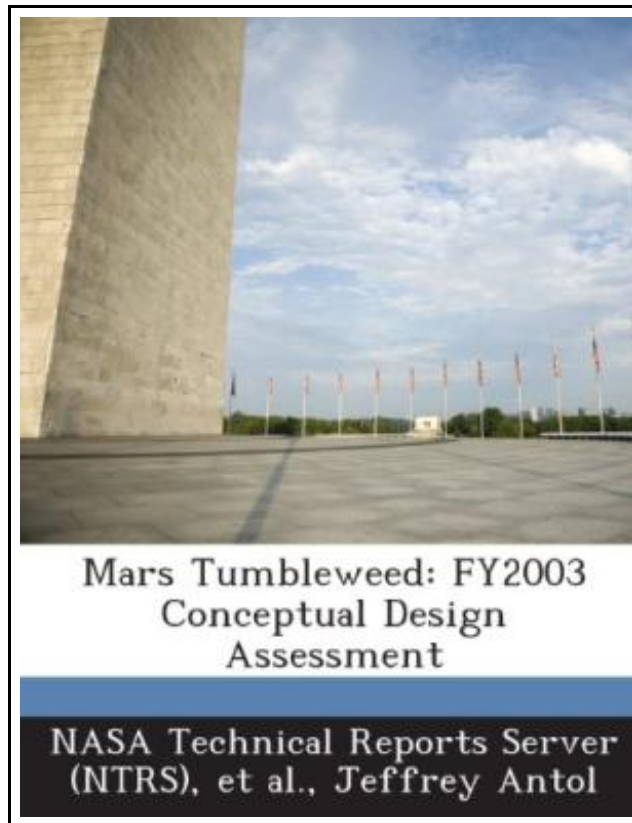 Mars Tumbleweed: FY2003
Conceptual Design
Assessment
NASA Technical Reports Server
(NTRS), et al., Jeffrey Antol